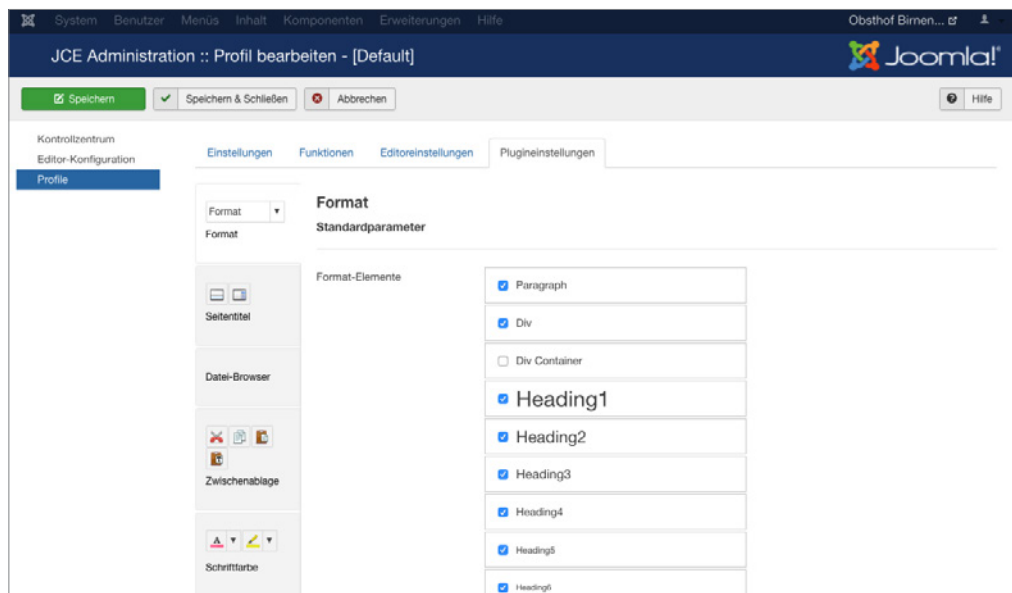 System Benutzer Menüs Inhalt Komponenten Erweiterungen Hilfe Obsthof Birnen...
JCE Administration :: Profil bearbeiten - [Default] Joomla!®
Speichern Speichern & Schließen Abbrechen Hilfe
Kontrollzentrum
Editor-Konfiguration
Profile
Einstellungen Funktionen Editoreinstellungen Plugineinstellungen
Format
Format
Seitentitel
Datei-Browser
Zwischenablage
A
Schriftfarbe
Format
Standardparameter
Format-Elemente
Paragraph
Div
Div Container
Heading1
Heading2
Heading3
Heading4
Heading5
Heading6